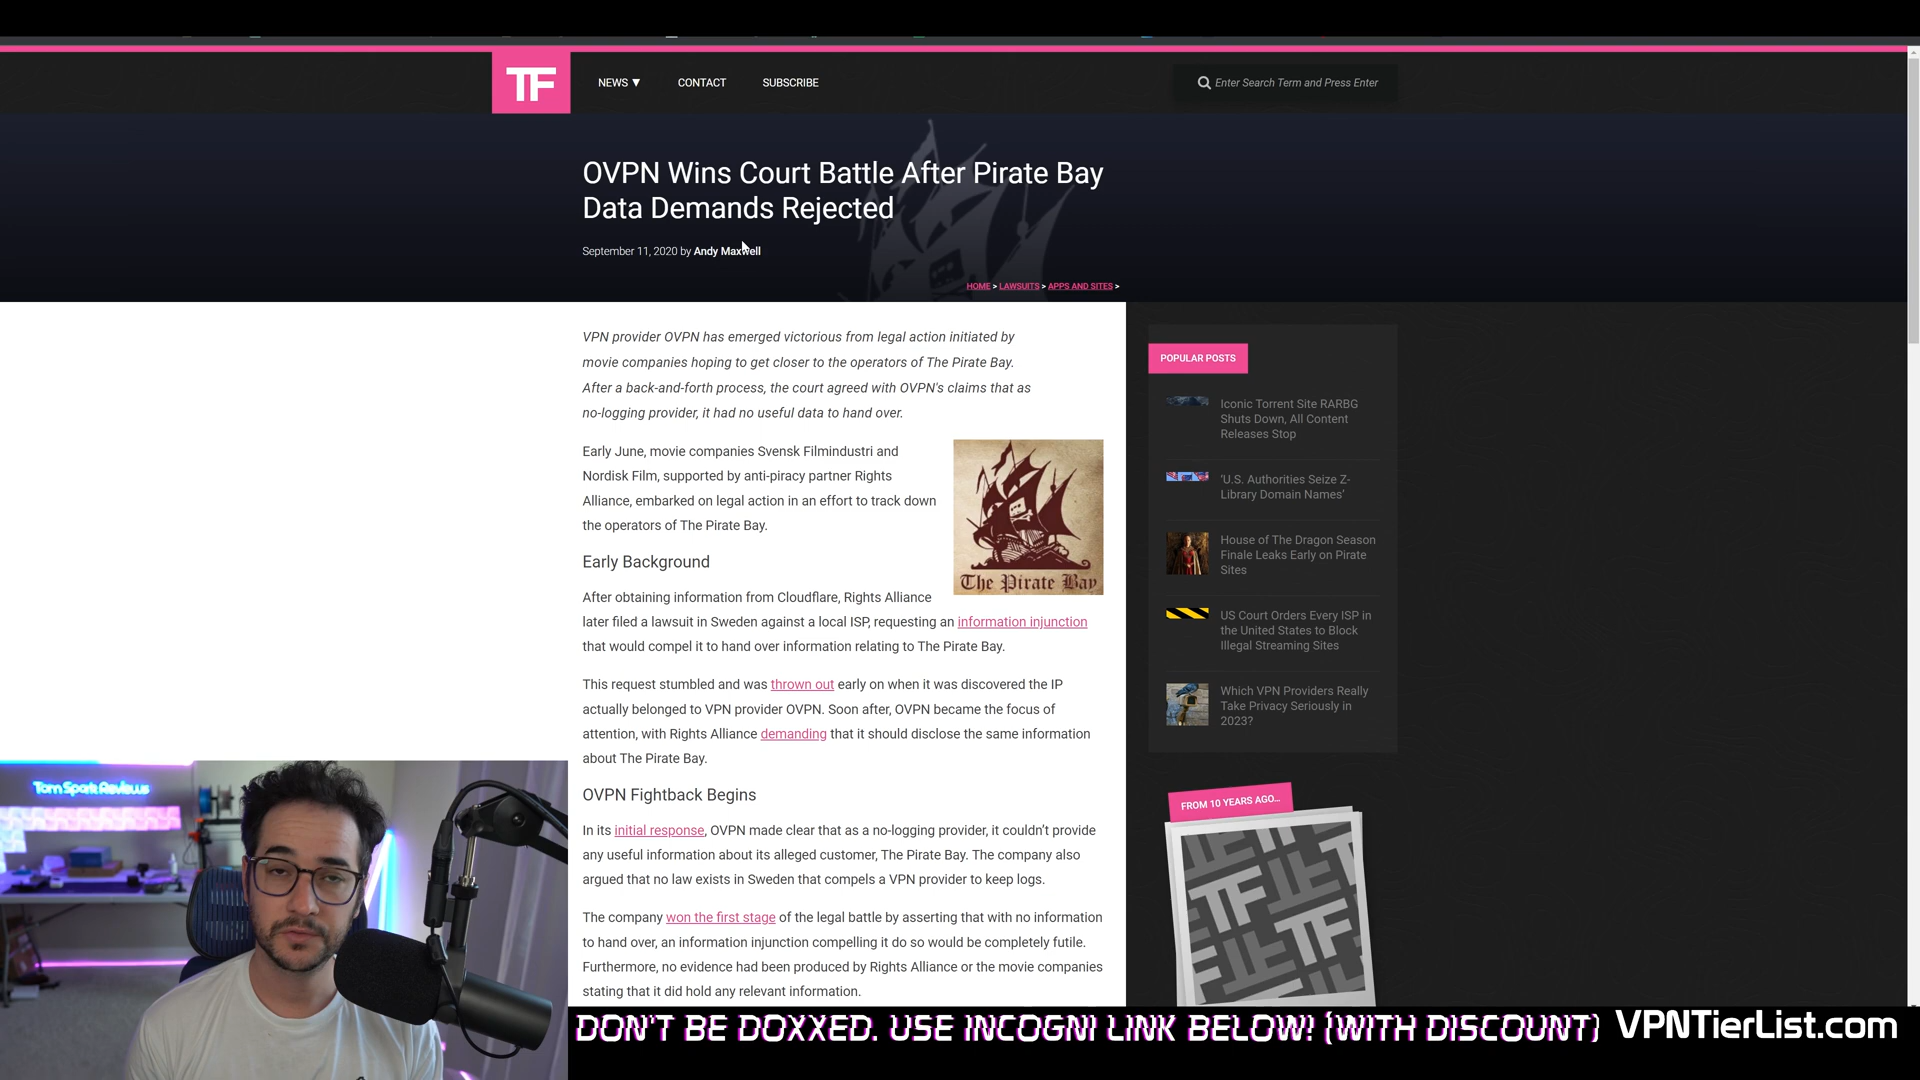 TF
NEWS ▼
CONTACT
SUBSCRIBE
Enter Search Term and Press Enter
OVPN Wins Court Battle After Pirate Bay
Data Demands Rejected
September 11, 2020 by Andy Maxwell
HOME > LAWSUITS > APPS AND SITES >
VPN provider OVPN has emerged victorious from legal action initiated by
movie companies hoping to get closer to the operators of The Pirate Bay.
After a back-and-forth process, the court agreed with OVPN's claims that as
no-logging provider, it had no useful data to hand over.
Early June, movie companies Svensk Filmindustri and
Nordisk Film, supported by anti-piracy partner Rights
Alliance, embarked on legal action in an effort to track down
the operators of The Pirate Bay.
The Pirate Bay
Early Background
After obtaining information from Cloudflare, Rights Alliance
later filed a lawsuit in Sweden against a local ISP, requesting an information injunction
that would compel it to hand over information relating to The Pirate Bay.
This request stumbled and was thrown out early on when it was discovered the IP
actually belonged to VPN provider OVPN. Soon after, OVPN became the focus of
attention, with Rights Alliance demanding that it should disclose the same information
about The Pirate Bay.
OVPN Fightback Begins
In its initial response, OVPN made clear that as a no-logging provider, it couldn't provide
any useful information about its alleged customer, The Pirate Bay. The company also
argued that no law exists in Sweden that compels a VPN provider to keep logs.
The company won the first stage of the legal battle by asserting that with no information
to hand over, an information injunction compelling it do so would be completely futile.
Furthermore, no evidence had been produced by Rights Alliance or the movie companies
stating that it did hold any relevant information.
POPULAR POSTS
Iconic Torrent Site RARBG
Shuts Down, All Content
Releases Stop
'U.S. Authorities Seize Z-
Library Domain Names'
House of The Dragon Season
Finale Leaks Early on Pirate
Sites
US Court Orders Every ISP in
the United States to Block
Illegal Streaming Sites
Which VPN Providers Really
Take Privacy Seriously in
2023?
FROM 10 YEARS AGO…
TF
TF
Tom Spark Reviews
DON'T BE DOXXED. USE INCOGNI LINK BELOW! (WITH DISCOUNT)
VPNTierList.com